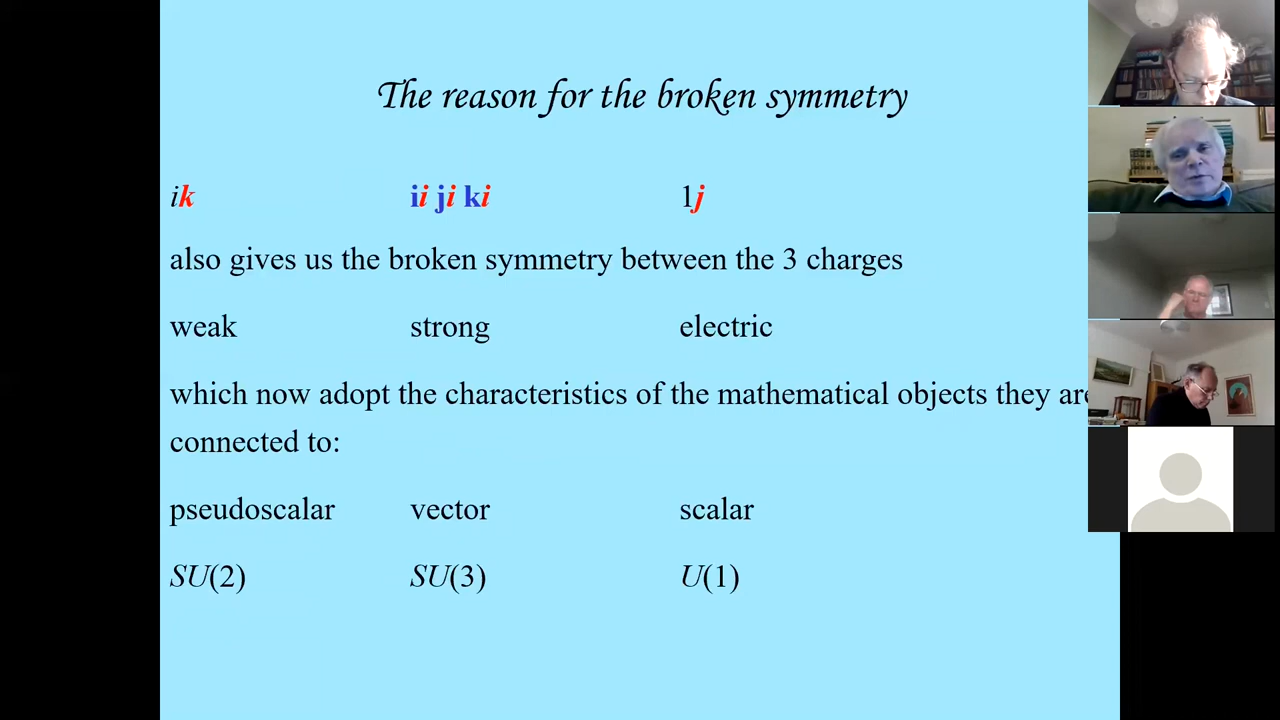 The reason for the broken symmetry
ik ii ji ki 1j
also gives us the broken symmetry between the 3 charges
weak strong electric
which now adopt the characteristics of the mathematical objects they are
connected to:
pseudoscalar vector scalar
SU(2) SU(3) U(1)